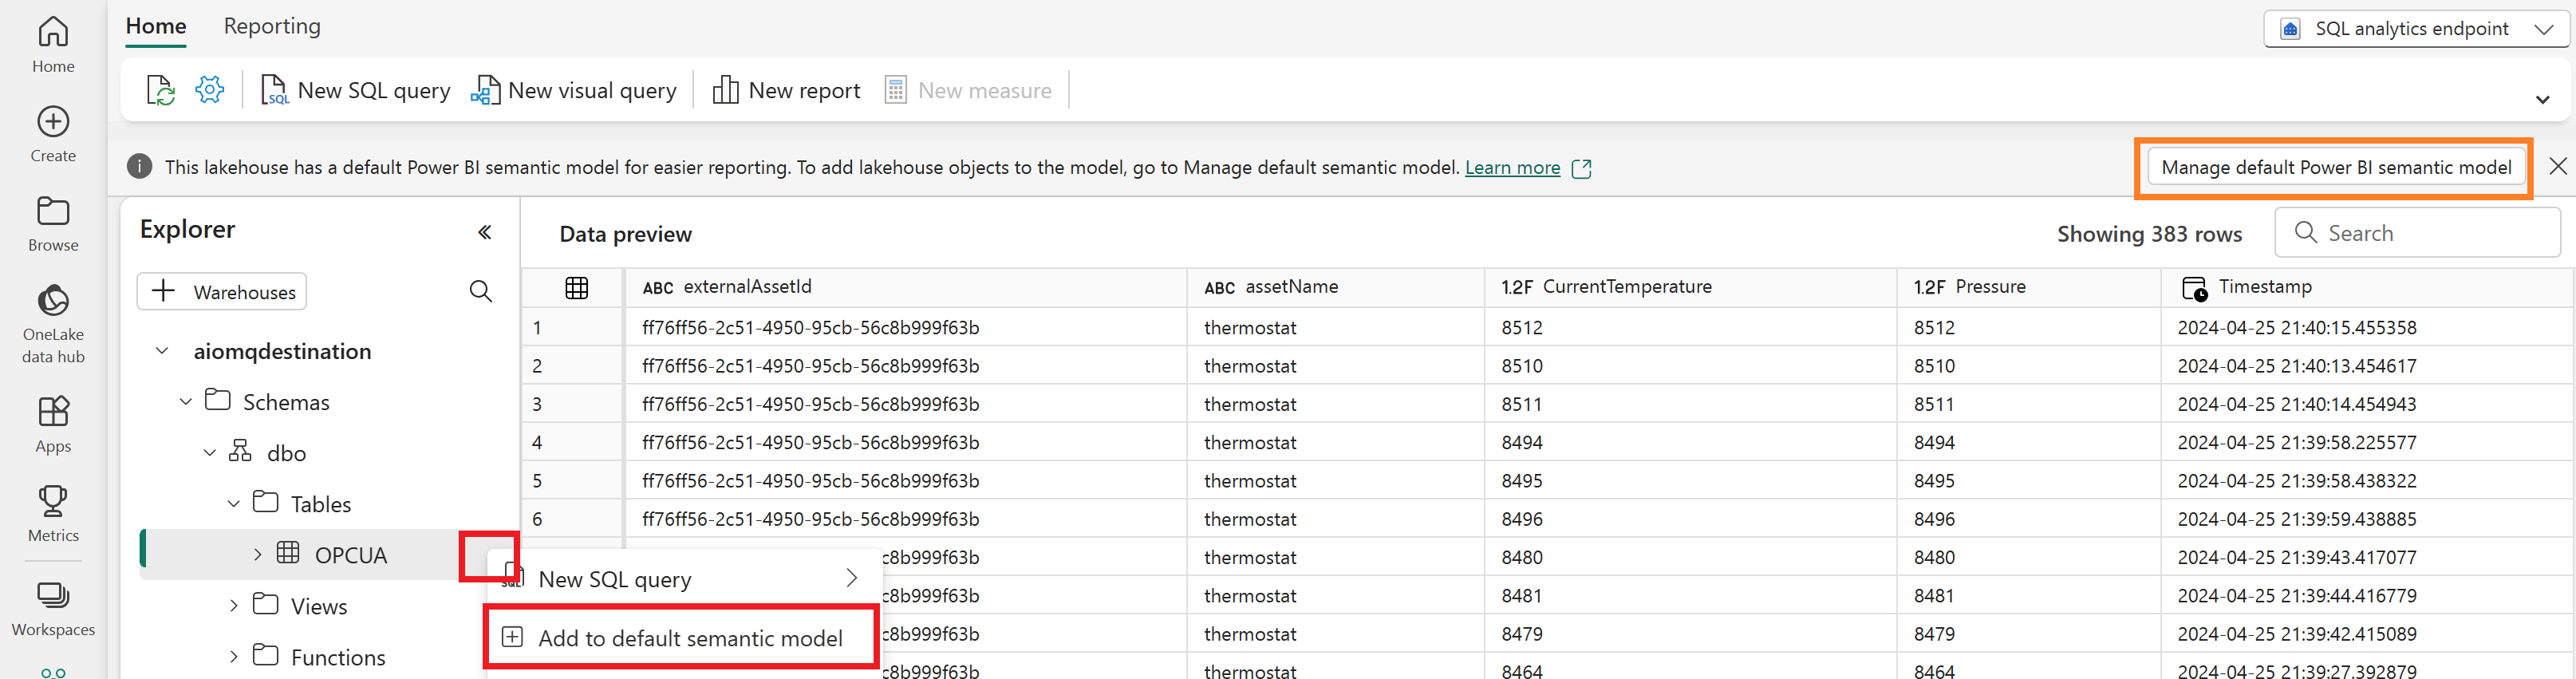 Home
Create
Browse
OneLake
data hub
Apps
Metrics
Workspaces
Home Reporting
SQL analytics endpoint
SQL New SQL query New visual query New report New measure
This lakehouse has a default Power BI semantic model for easier reporting. To add lakehouse objects to the model, go to Manage default semantic model. Learn more
Manage default Power BI semantic model
Explorer
Warehouses
aiomqdestination
Schemas
dbo
Tables
OPCUA
Views
Functions
SQL New SQL query
Add to default semantic model
Data preview
Showing 383 rows
Search
ABC externalAssetId ABC assetName 1.2F CurrentTemperature 1.2F Pressure Timestamp
1 ff76ff56-2c51-4950-95cb-56c8b999f63b thermostat 8512 8512 2024-04-25 21:40:15.455358
2 ff76ff56-2c51-4950-95cb-56c8b999f63b thermostat 8510 8510 2024-04-25 21:40:13.454617
3 ff76ff56-2c51-4950-95cb-56c8b999f63b thermostat 8511 8511 2024-04-25 21:40:14.454943
4 ff76ff56-2c51-4950-95cb-56c8b999f63b thermostat 8494 8494 2024-04-25 21:39:58.225577
5 ff76ff56-2c51-4950-95cb-56c8b999f63b thermostat 8495 8495 2024-04-25 21:39:58.438322
6 ff76ff56-2c51-4950-95cb-56c8b999f63b thermostat 8496 8496 2024-04-25 21:39:59.438885
c8b999f63b thermostat 8480 8480 2024-04-25 21:39:43.417077
c8b999f63b thermostat 8481 8481 2024-04-25 21:39:44.416779
c8b999f63b thermostat 8479 8479 2024-04-25 21:39:42.415089
c8b999f63b thermostat 8464 8464 2024-04-25 21:39:27.392879